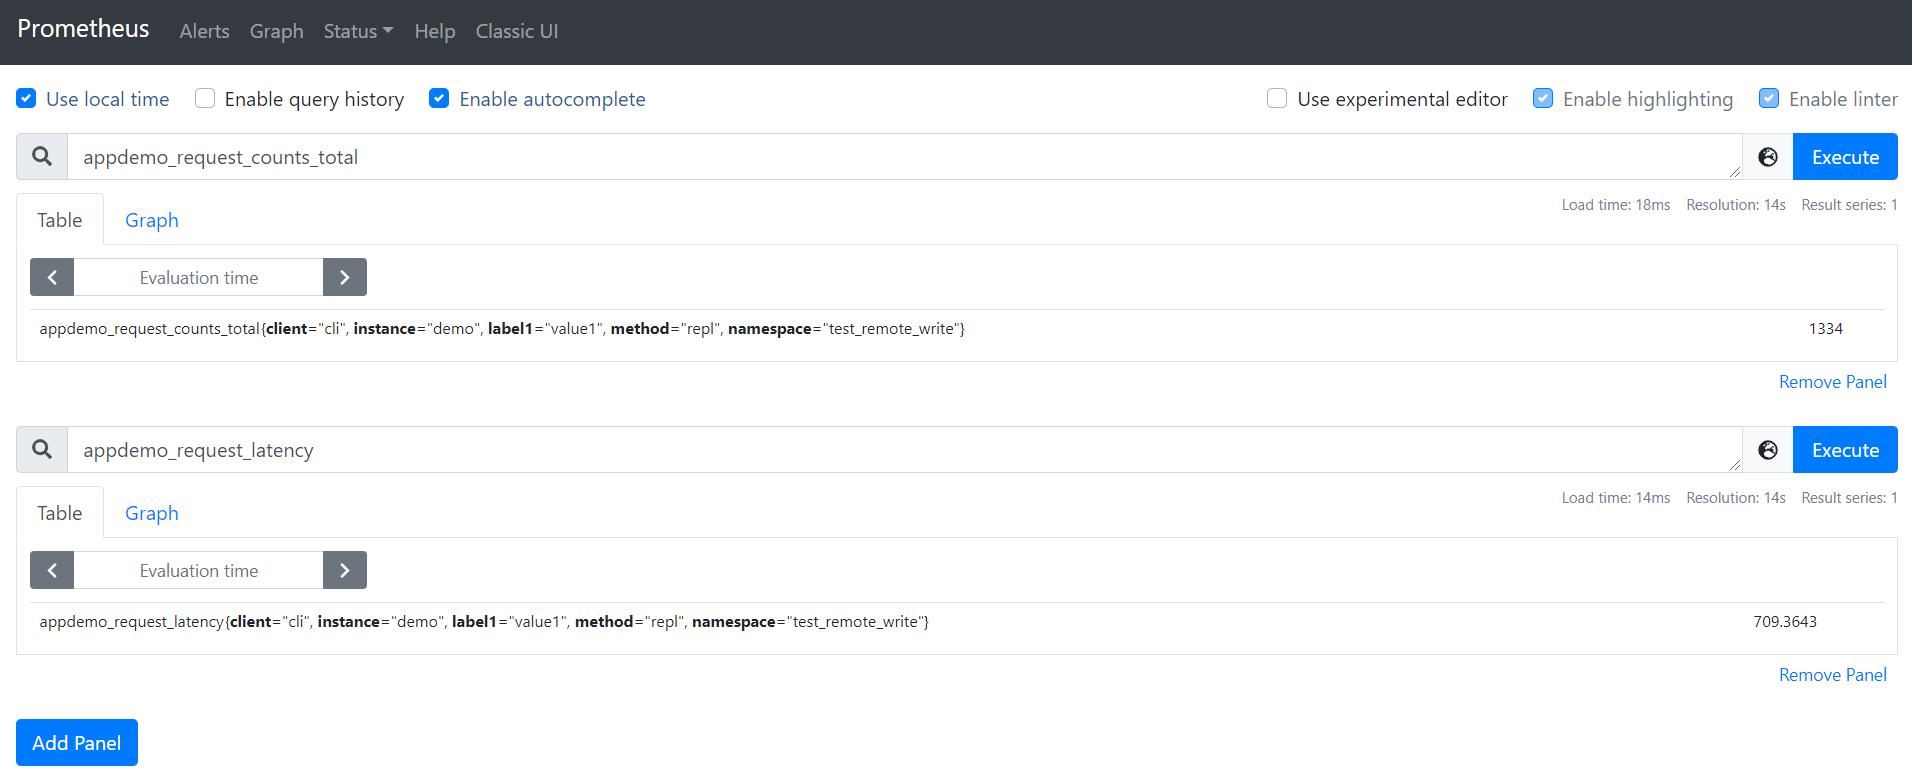 Prometheus Alerts Graph Status Help Classic UI
Use local time Enable query history Enable autocomplete Use experimental editor Enable highlighting Enable linter
appdemo_request_counts_total Execute
Table Graph Load time: 18ms Resolution: 14s Result series: 1
Evaluation time
appdemo_request_counts_total{client="cli", instance="demo", label1="value1", method="repl", namespace="test_remote_write"} 1334
Remove Panel
appdemo_request_latency Execute
Table Graph Load time: 14ms Resolution: 14s Result series: 1
Evaluation time
appdemo_request_latency{client="cli", instance="demo", label1="value1", method="repl", namespace="test_remote_write"} 709.3643
Remove Panel
Add Panel